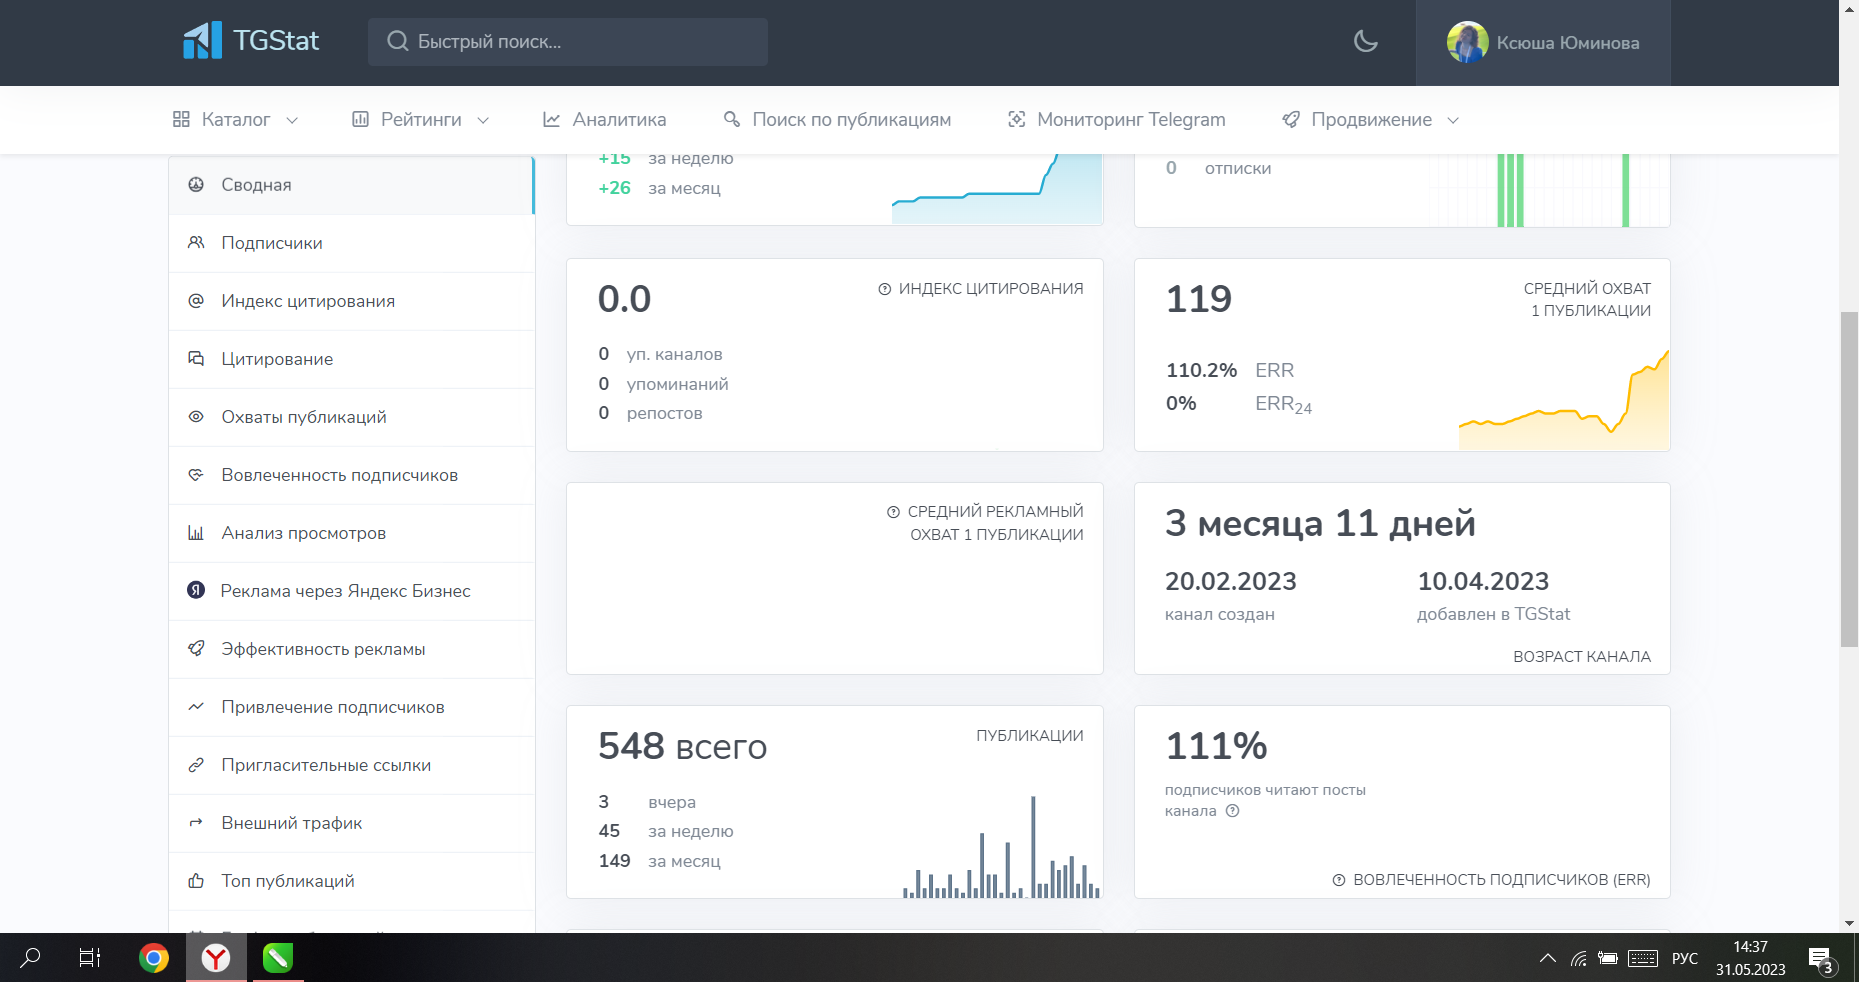 TGStat
Быстрый поиск...
Ксюша Юминова
Каталог
Рейтинги
Аналитика
Поиск по публикациям
Мониторинг Telegram
Продвижение
Сводная
Подписчики
Индекс цитирования
Цитирование
Охваты публикаций
Вовлеченность подписчиков
Анализ просмотров
Я Реклама через Яндекс Бизнес
Эффективность рекламы
Привлечение подписчиков
Пригласительные ссылки
Внешний трафик
Топ публикаций
+15 за неделю
+26 за месяц
0 отписки
0.0
ИНДЕКС ЦИТИРОВАНИЯ
0 уп. каналов
0 упоминаний
0 репостов
119
СРЕДНИЙ ОХВАТ
1 ПУБЛИКАЦИИ
110.2% ERR
0% ERR24
СРЕДНИЙ РЕКЛАМНЫЙ
ОХВАТ 1 ПУБЛИКАЦИИ
3 месяца 11 дней
20.02.2023
канал создан
10.04.2023
добавлен в TGStat
ВОЗРАСТ КАНАЛА
548 всего
ПУБЛИКАЦИИ
3 вчера
45 за неделю
149 за месяц
111%
подписчиков читают посты
канала
ВОВЛЕЧЕННОСТЬ ПОДПИСЧИКОВ (ERR)
РУС
14:37
31.05.2023
3